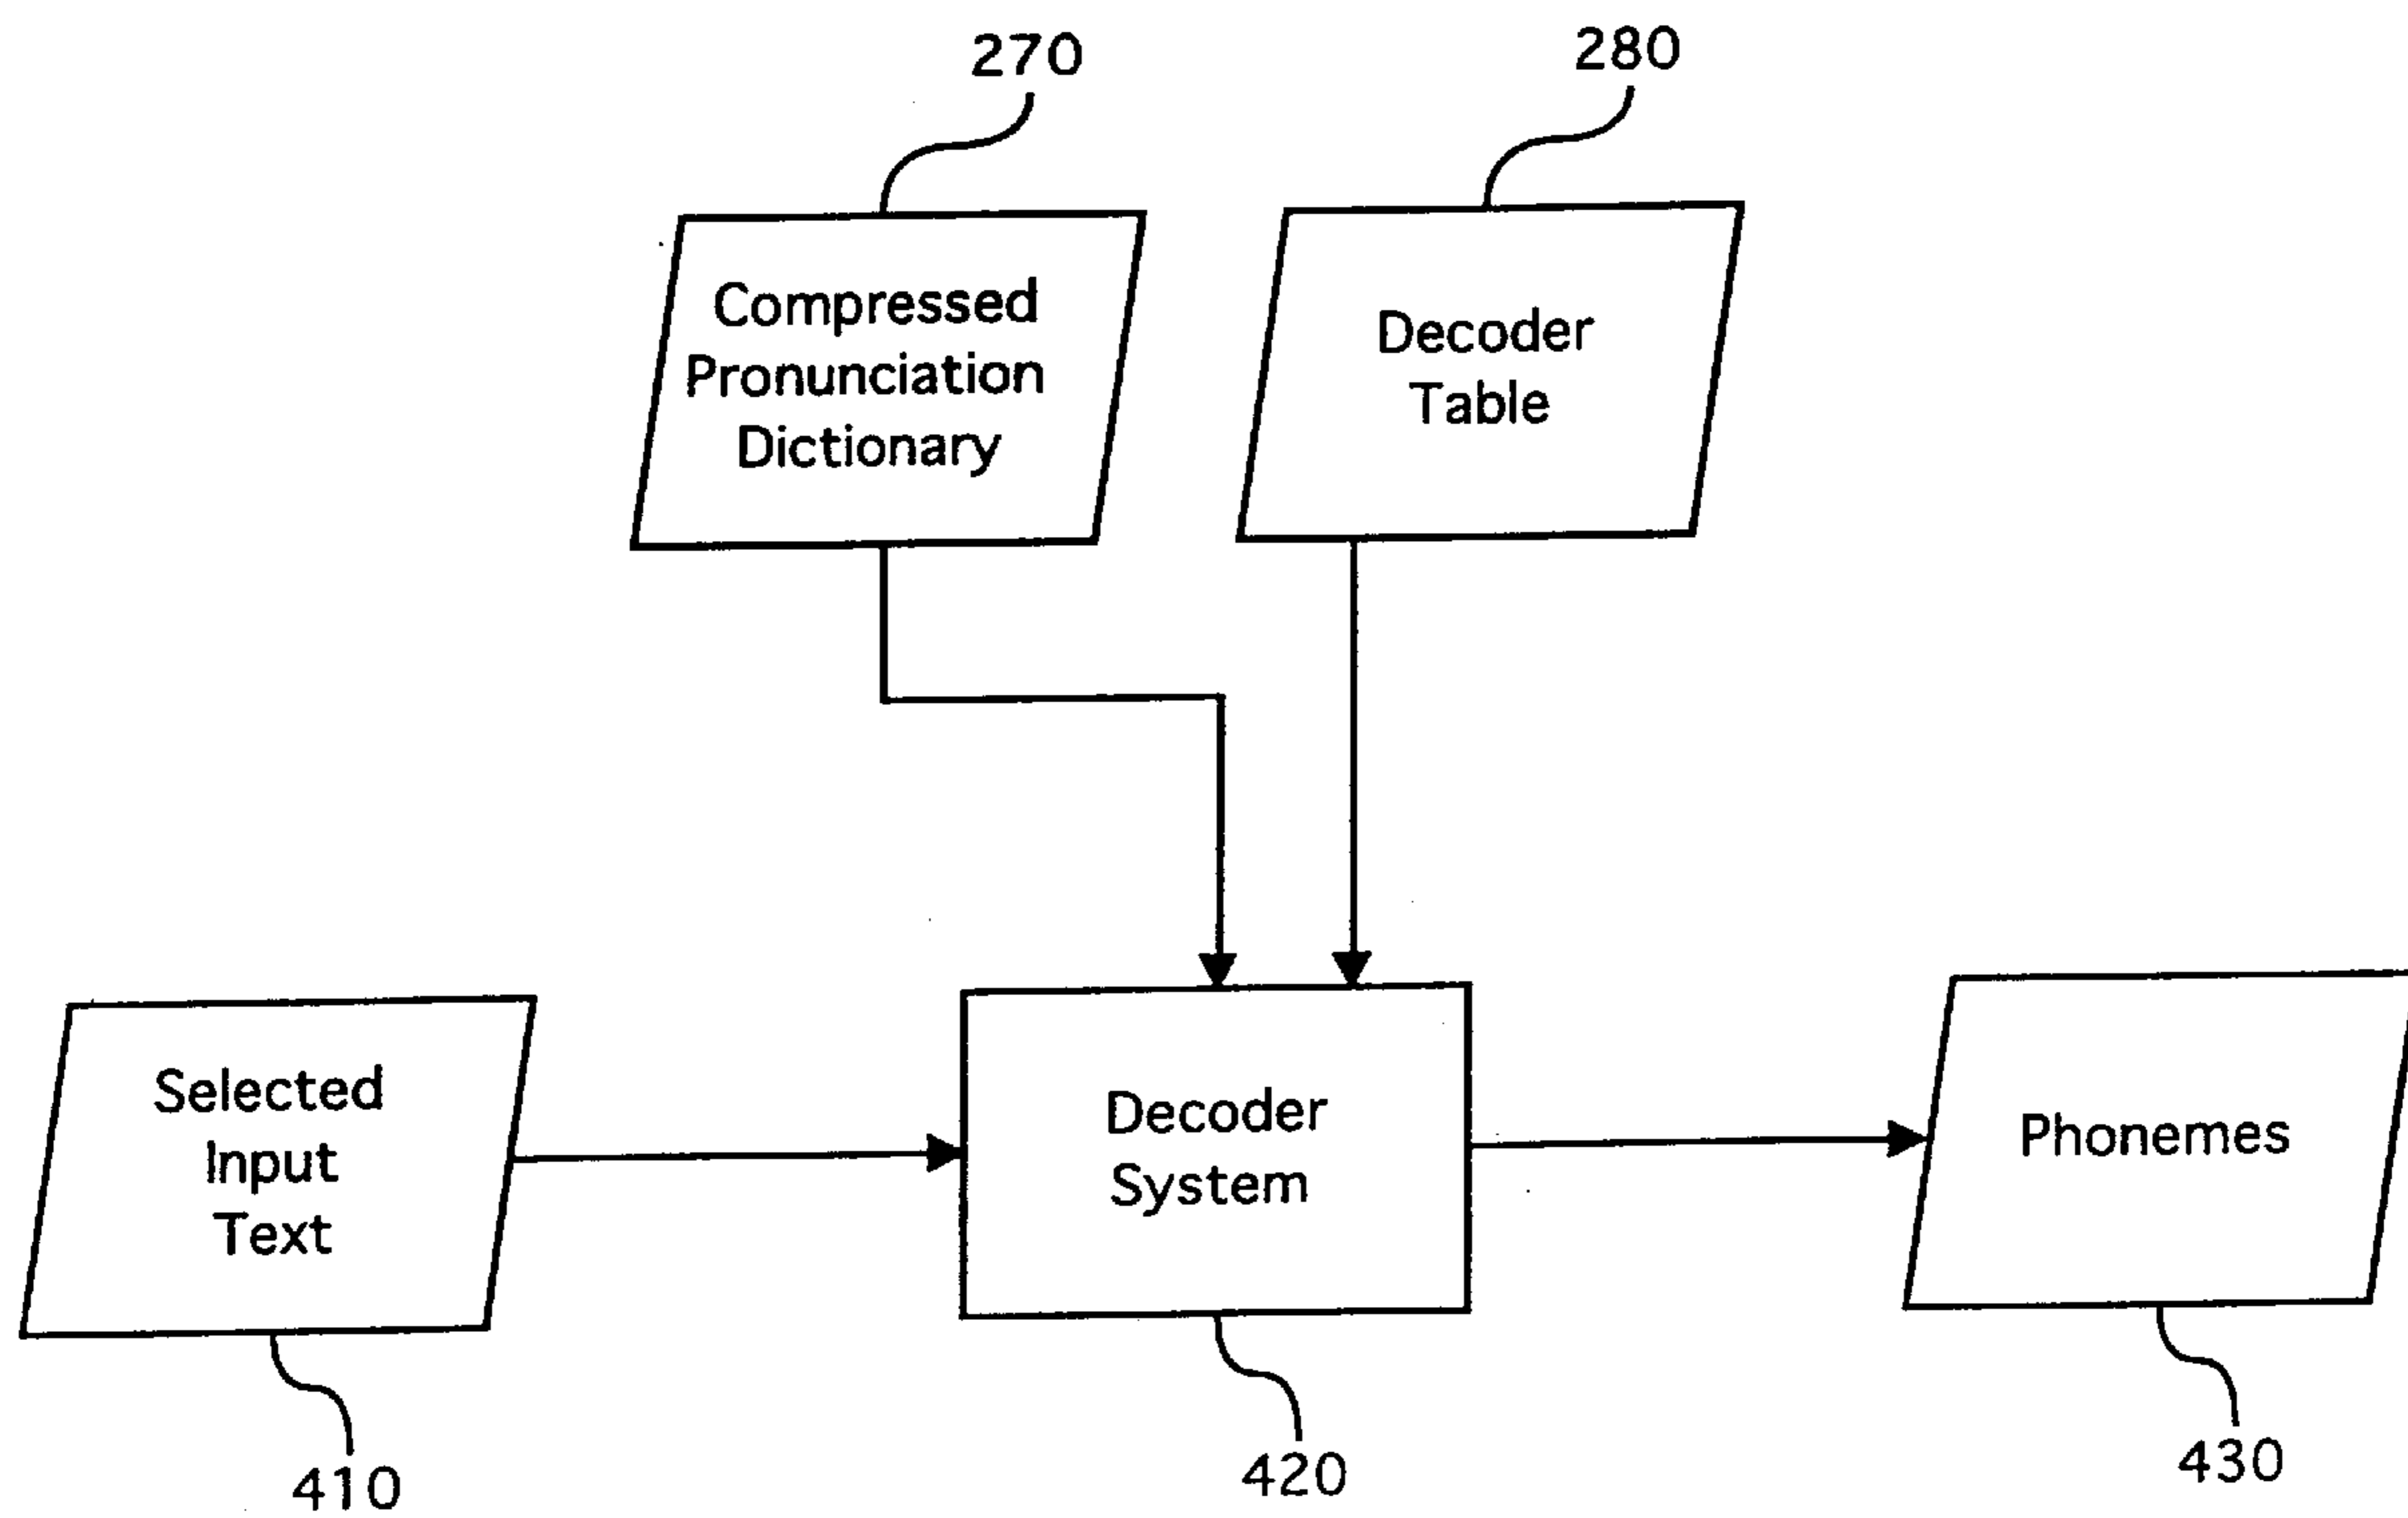 270
280
Compressed
Pronunciation
Dictionary
Decoder
Table
Selected
Input
Text
Decoder
System
Phonemes
410
420
430